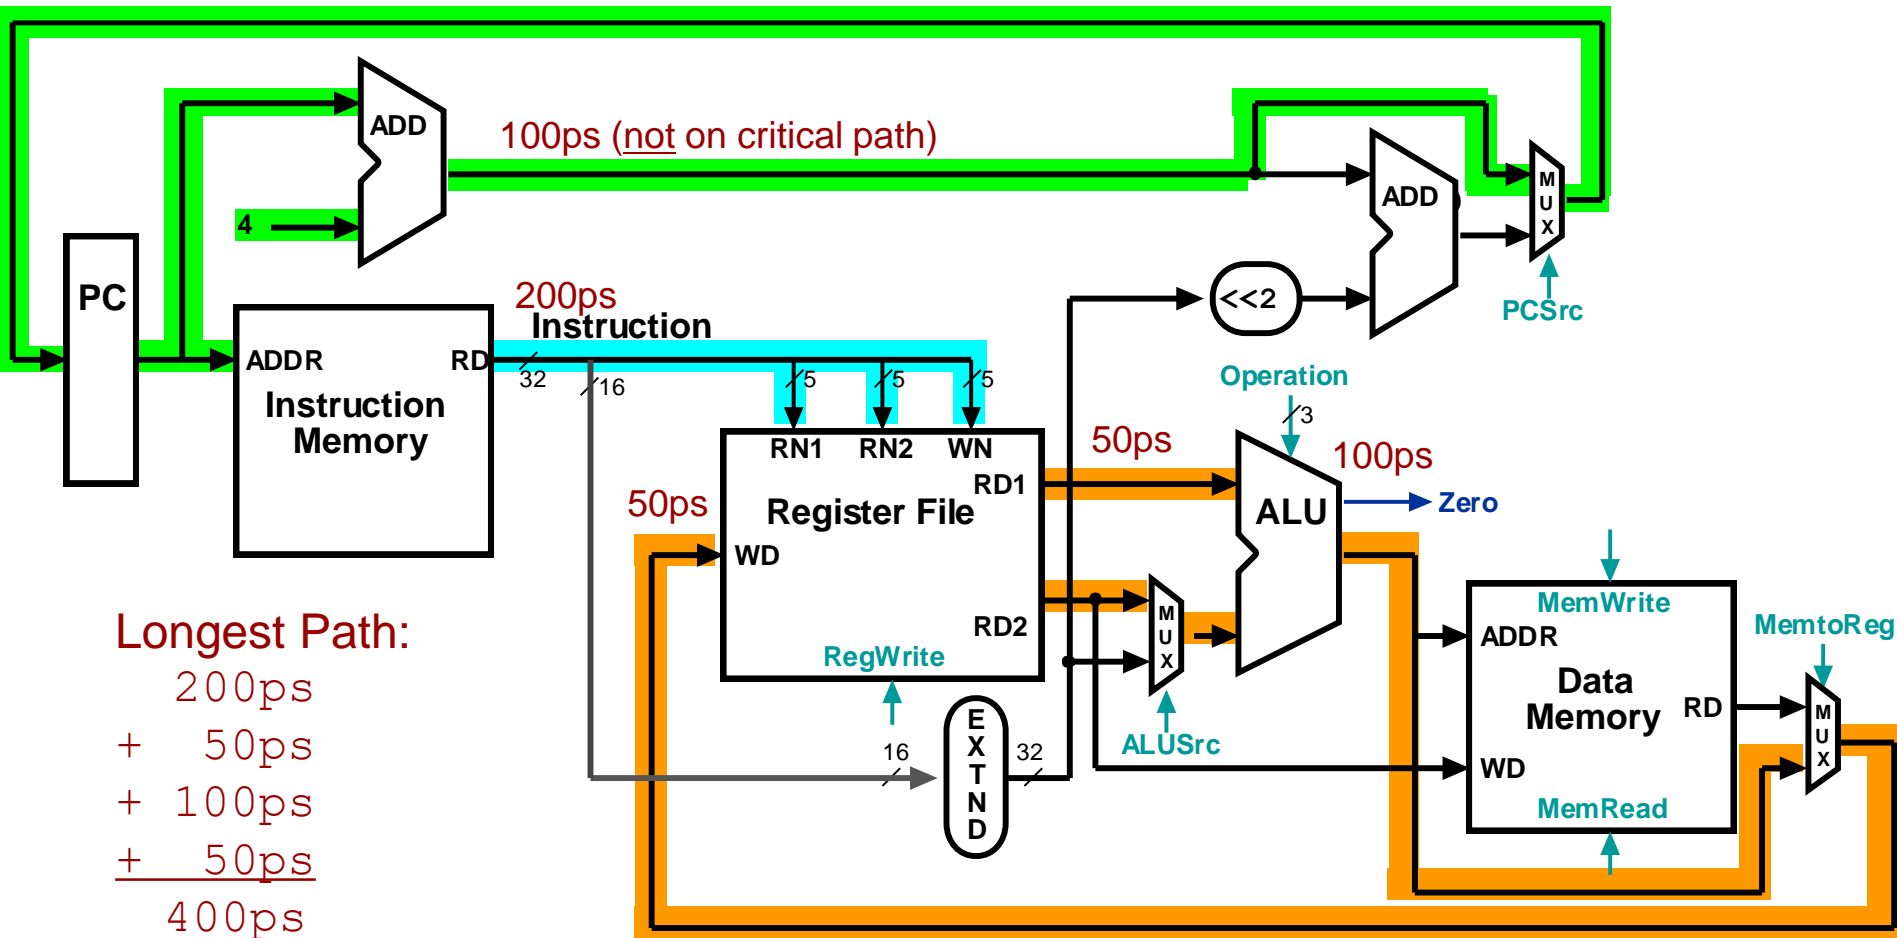 ADD
100ps (not on critical path)
4
ADD
M
U
X
PCSrc
<<2
PC
200ps
Instruction
ADDR
RD
32
16
5
5
5
Instruction
Memory
Operation
3
RN1
RN2
WN
50ps
100ps
RD1
Register File
ALU
Zero
50ps
WD
M
U
X
RD2
RegWrite
ALUSrc
MemWrite
ADDR
MemtoReg
Data
Memory
RD
M
U
X
WD
MemRead
16
E
X
T
N
D
32
Longest Path:
200ps
+ 50ps
+ 100ps
+ 50ps
400ps